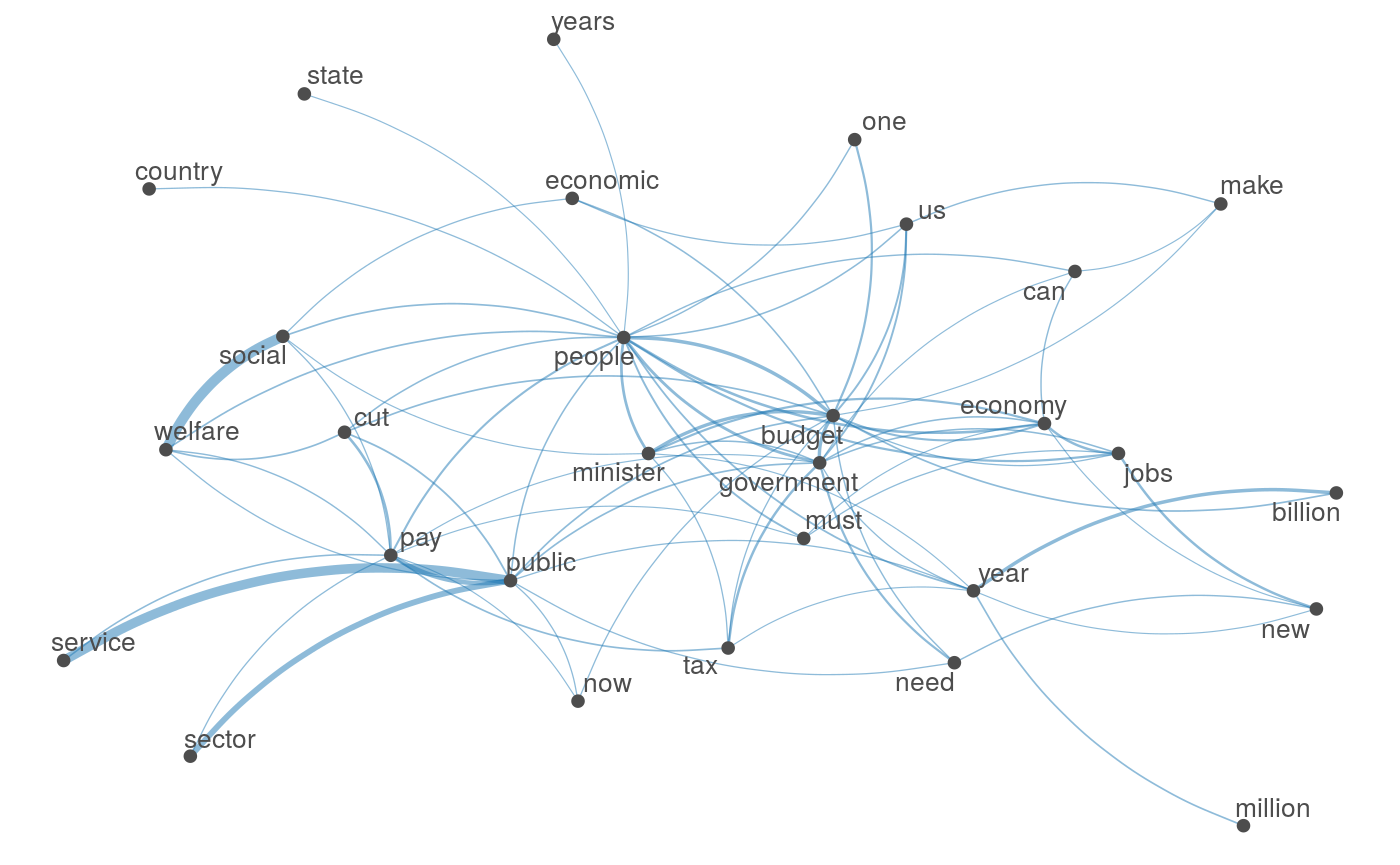 years
state
one
country
economic
make
us
can
social
people
economy
cut
welfare
budget
minister
jobs
government
billion
must
pay
public
year
new
service
tax
need
now
sector
million